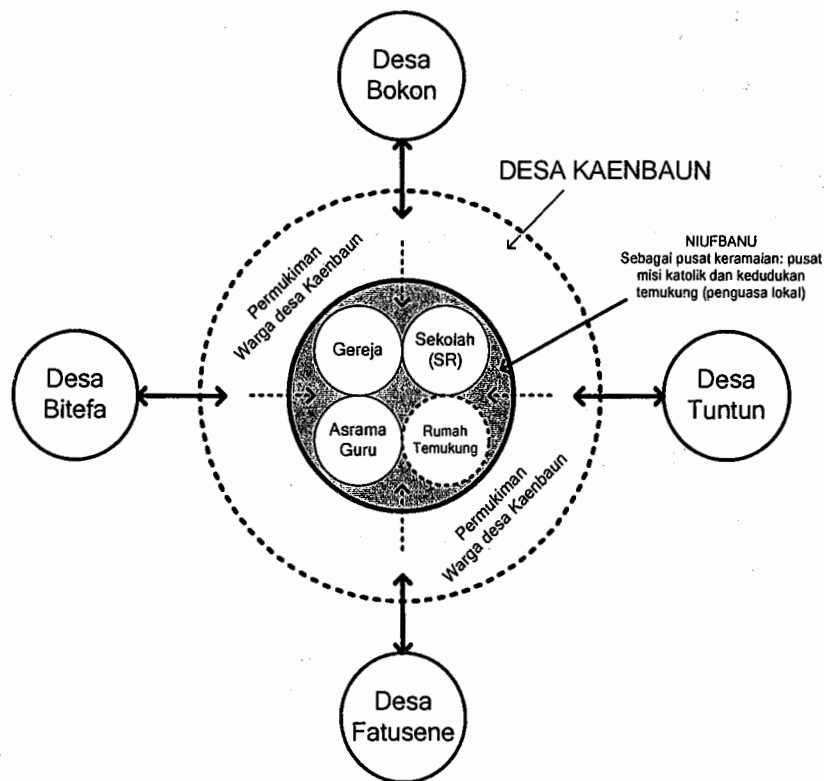 Desa
Bokon
DESA KAENBAUN
NIUFBANU
Sebagai pusat keramaian: pusat
misi katolik dan kedudukan
temukung (penguasa lokal)
Permukiman
Warga desa Kaenbaun
Gereja
Sekolah
(SR)
Desa
Bitefa
Desa
Tuntun
Asrama
Guru
Rumah
Temukung
Permukiman
Warga desa Kaenbaun
Desa
Fatusene